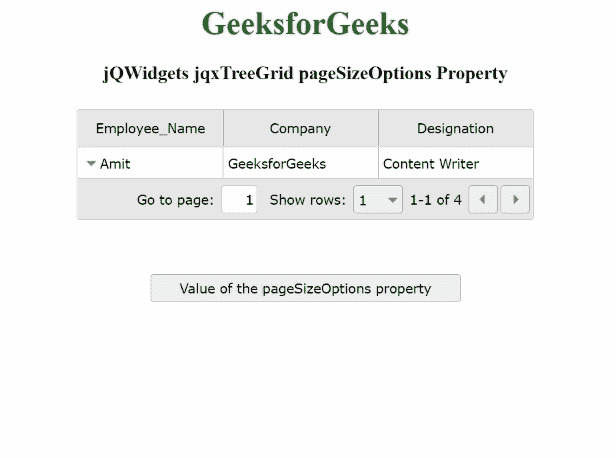 GeeksforGeeks
jQWidgets jqxTreeGrid pageSizeOptions Property
Employee_Name Company Designation
Amit GeeksforGeeks Content Writer
Go to page: 1 Show rows: 1 1-1 of 4
Value of the pageSizeOptions property